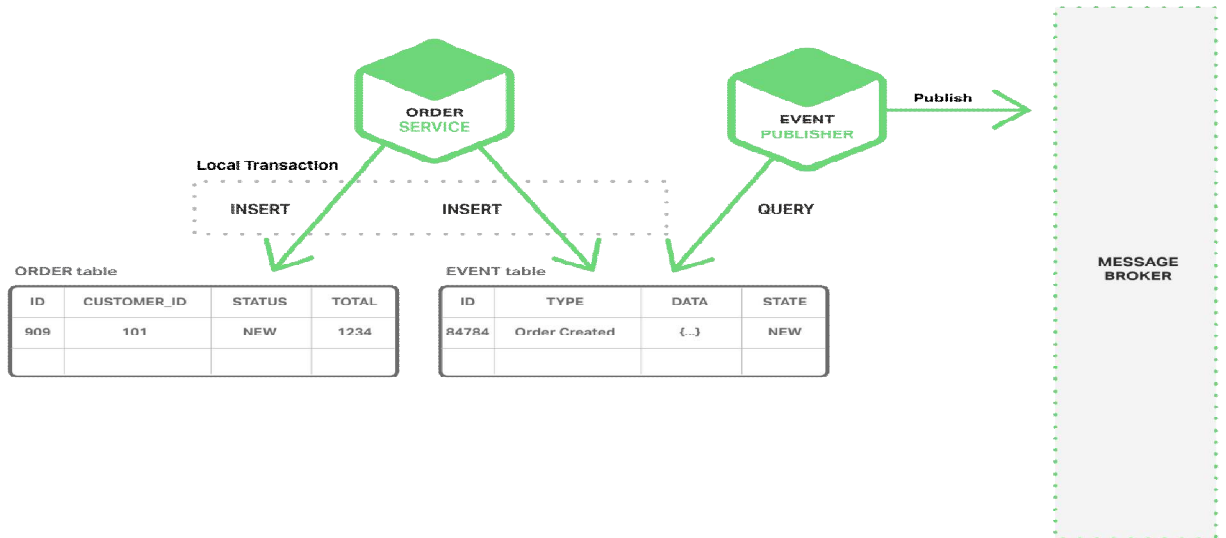 ORDER
SERVICE
EVENT
PUBLISHER
Publish
Local Transaction
INSERT
INSERT
QUERY
MESSAGE
BROKER
ORDER table
ID CUSTOMER_ID STATUS TOTAL
909 101 NEW 1234
EVENT table
ID TYPE DATA STATE
84784 Order Created {...} NEW